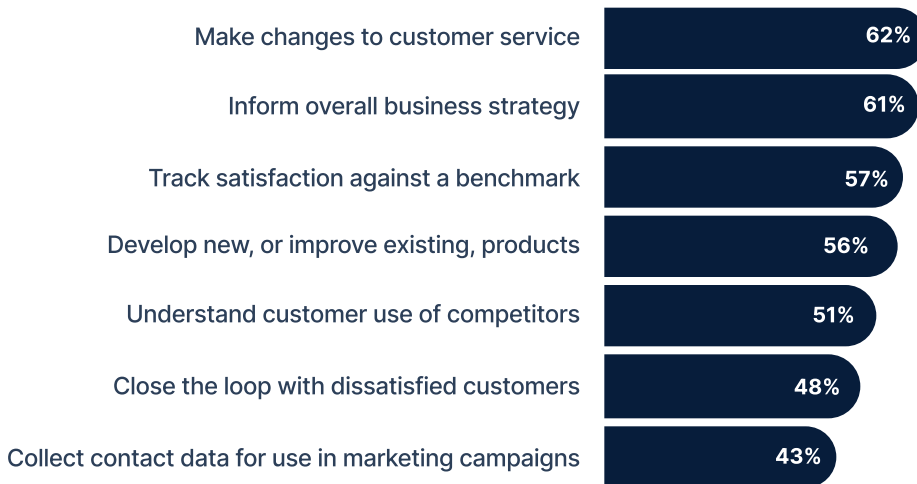 Make changes to customer service 62%
Inform overall business strategy 61%
Track satisfaction against a benchmark 57%
Develop new, or improve existing, products 56%
Understand customer use of competitors 51%
Close the loop with dissatisfied customers 48%
Collect contact data for use in marketing campaigns 43%